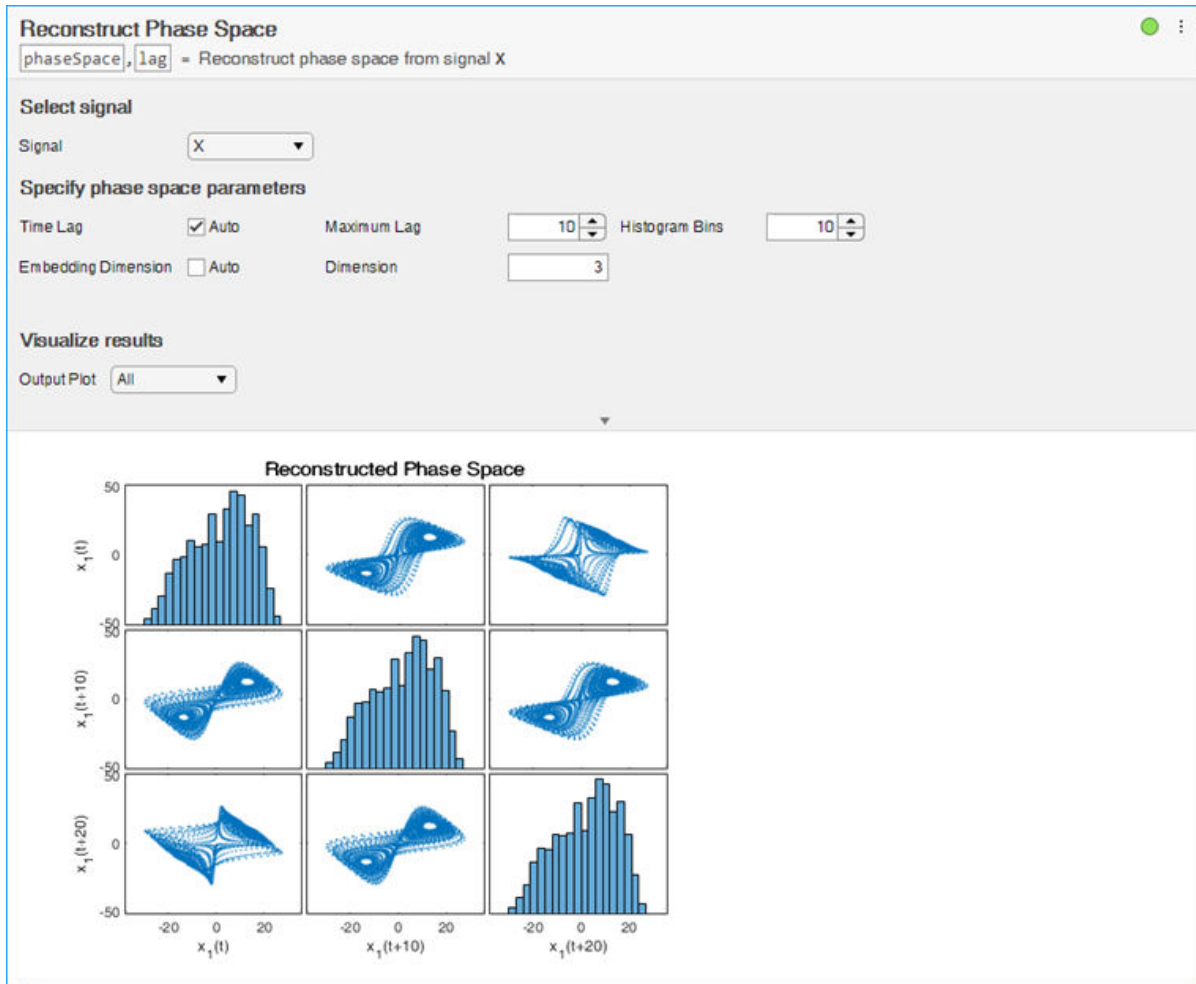 Reconstruct Phase Space
phaseSpace, lag = Reconstruct phase space from signal X
Select signal
Signal X
Specify phase space parameters
Time Lag Auto Maximum Lag 10 Histogram Bins 10
Embedding Dimension Auto Dimension 3
Visualize results
Output Plot All
Reconstructed Phase Space
50
x₁(t)
0
-50
50
x₁(t+10)
0
-50
50
x₁(t+20)
0
-50
-20 0 20 -20 0 20 -20 0 20
x₁(t) x₁(t+10) x₁(t+20)